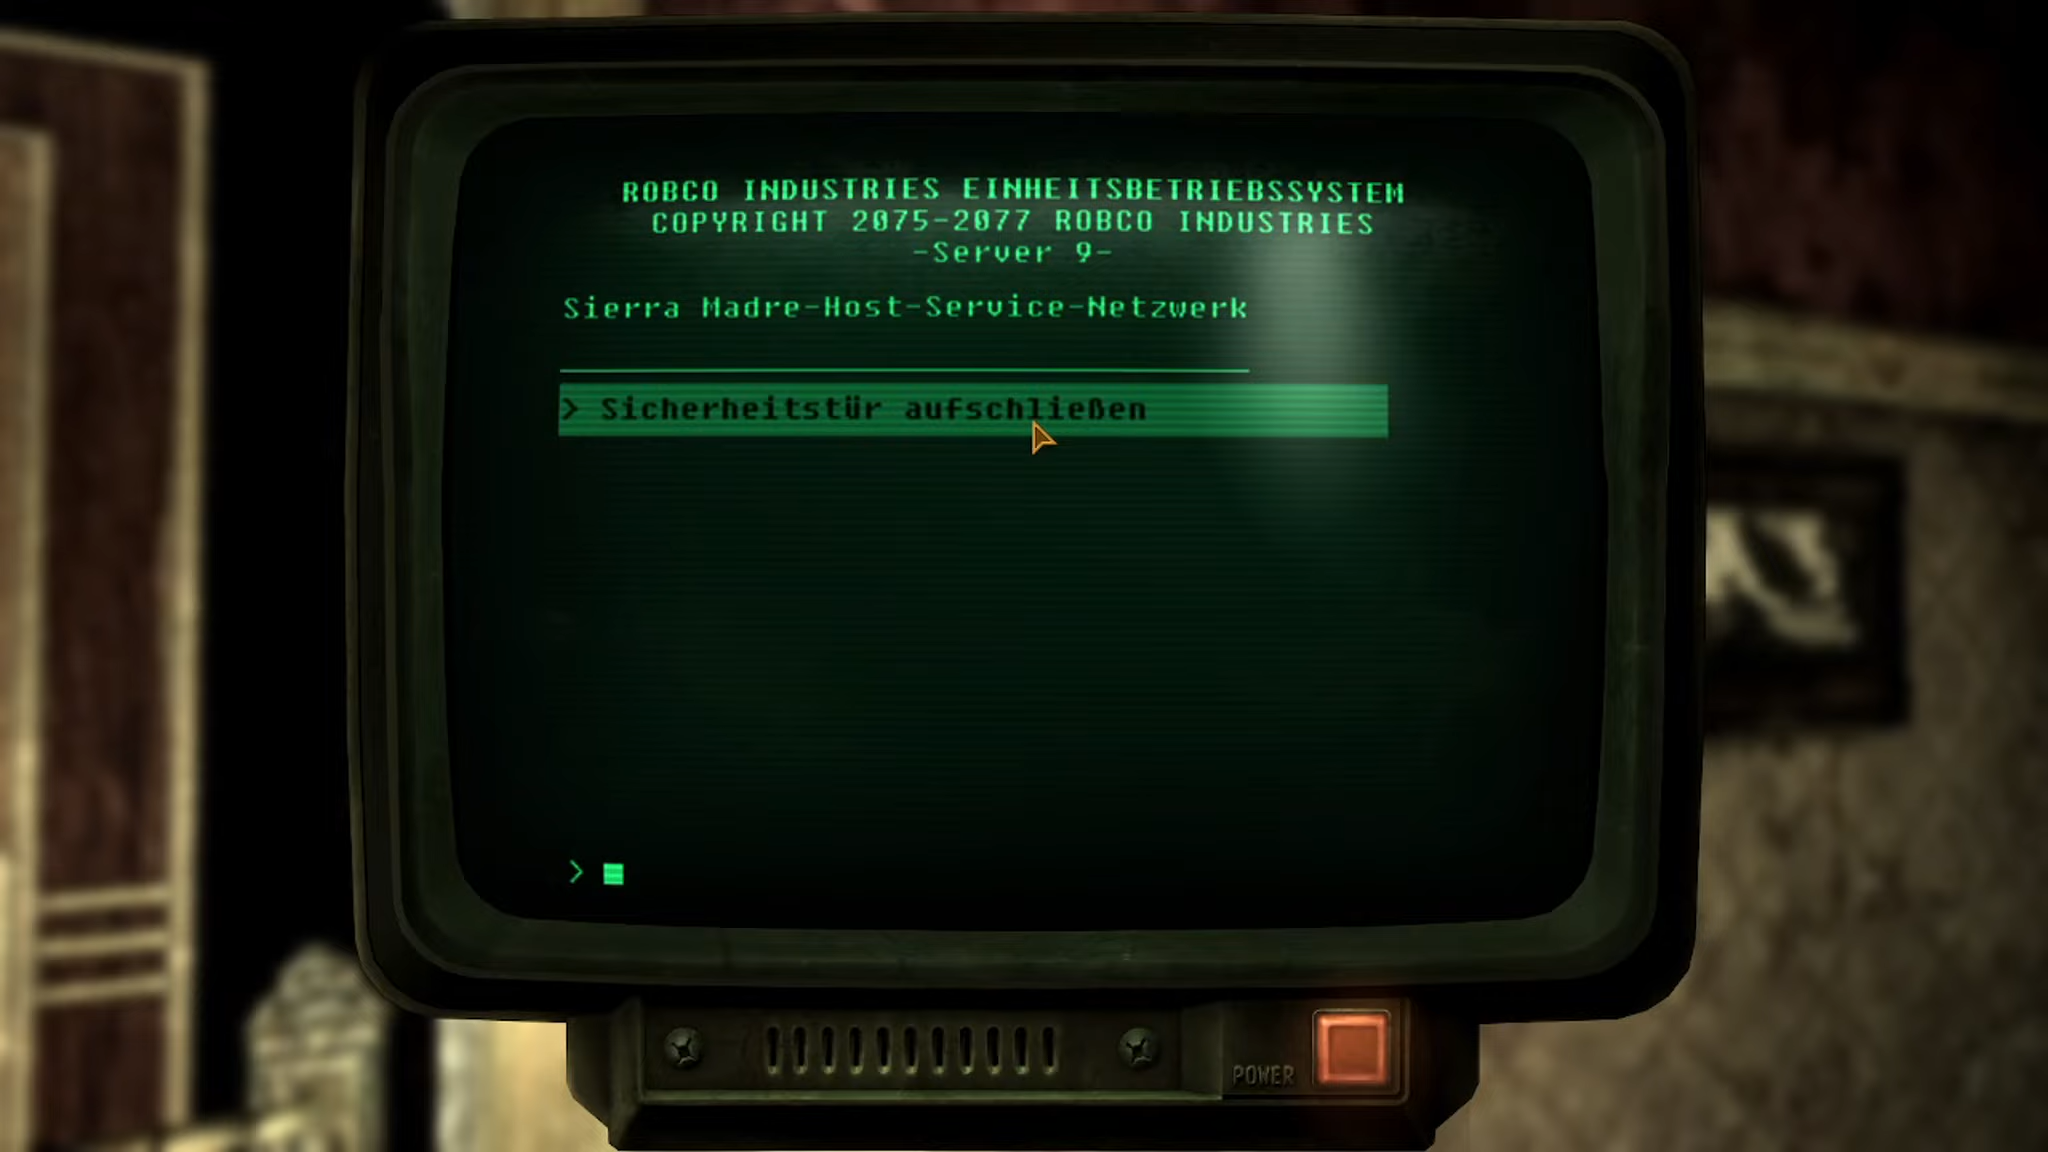 ROBCO INDUSTRIES EINHEITSBETRIEBSSYSTEM
COPYRIGHT 2075-2077 ROBCO INDUSTRIES
-Server 9-
Sierra Madre-Host-Service-Netzwerk
> Sicherheitstür aufschließen
>
POWER